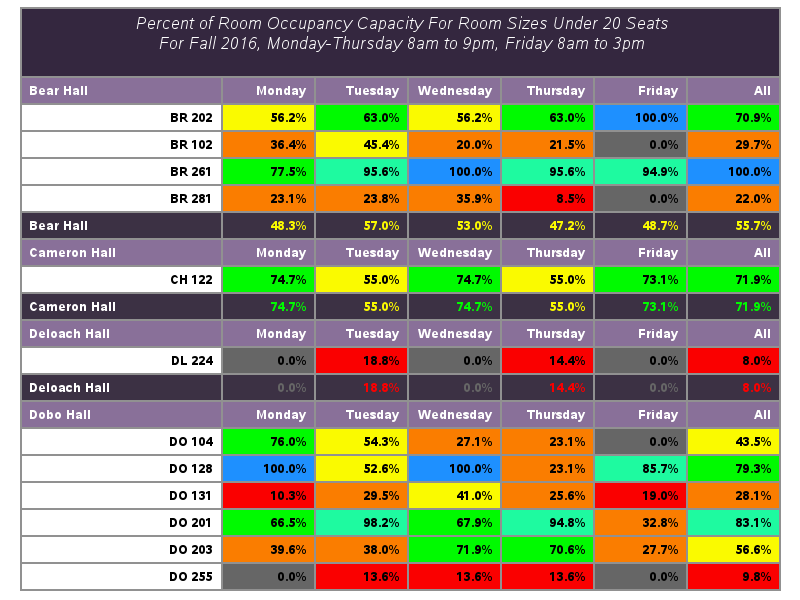 Percent of Room Occupancy Capacity For Room Sizes Under 20 Seats
For Fall 2016, Monday-Thursday 8am to 9pm, Friday 8am to 3pm
Bear Hall Monday Tuesday Wednesday Thursday Friday All
BR 202 56.2% 63.0% 56.2% 63.0% 100.0% 70.9%
BR 102 36.4% 45.4% 20.0% 21.5% 0.0% 29.7%
BR 261 77.5% 95.6% 100.0% 95.6% 94.9% 100.0%
BR 281 23.1% 23.8% 35.9% 8.5% 0.0% 22.0%
Bear Hall 48.3% 57.0% 53.0% 47.2% 48.7% 55.7%
Cameron Hall Monday Tuesday Wednesday Thursday Friday All
CH 122 74.7% 55.0% 74.7% 55.0% 73.1% 71.9%
Cameron Hall 74.7% 55.0% 74.7% 55.0% 73.1% 71.9%
Deloach Hall Monday Tuesday Wednesday Thursday Friday All
DL 224 0.0% 18.8% 0.0% 14.4% 0.0% 8.0%
Deloach Hall 0.0% 18.8% 0.0% 14.4% 0.0% 8.0%
Dobo Hall Monday Tuesday Wednesday Thursday Friday All
DO 104 76.0% 54.3% 27.1% 23.1% 0.0% 43.5%
DO 128 100.0% 52.6% 100.0% 23.1% 85.7% 79.3%
DO 131 10.3% 29.5% 41.0% 25.6% 19.0% 28.1%
DO 201 66.5% 98.2% 67.9% 94.8% 32.8% 83.1%
DO 203 39.6% 38.0% 71.9% 70.6% 27.7% 56.6%
DO 255 0.0% 13.6% 13.6% 13.6% 0.0% 9.8%